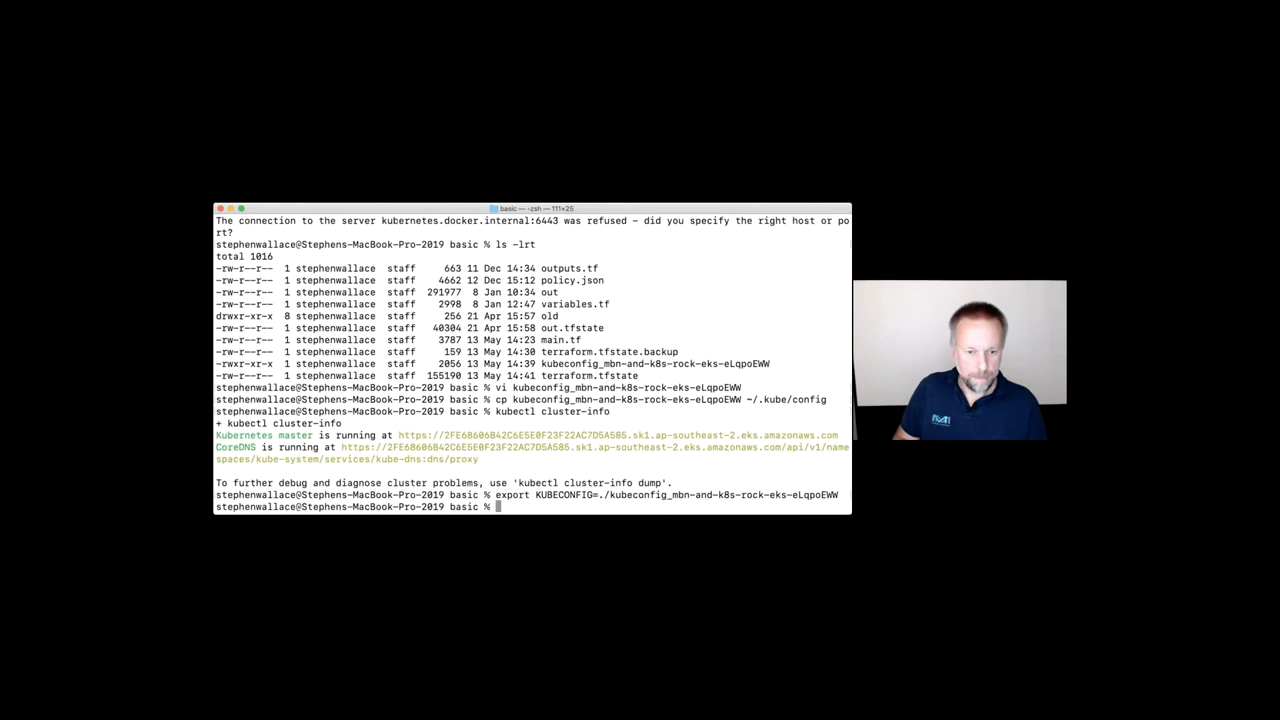 basic — -zsh — 111×25
The connection to the server kubernetes.docker.internal:6443 was refused - did you specify the right host or po
rt?
stephenwallace@Stephens-MacBook-Pro-2019 basic % ls -lrt
total 1016
-rw-r--r--  1 stephenwallace  staff     663 11 Dec 14:34 outputs.tf
-rw-r--r--  1 stephenwallace  staff    4662 12 Dec 15:12 policy.json
-rw-r--r--  1 stephenwallace  staff  291977  8 Jan 10:34 out
-rw-r--r--  1 stephenwallace  staff    2998  8 Jan 12:47 variables.tf
drwxr-xr-x  8 stephenwallace  staff     256 21 Apr 15:57 old
-rw-r--r--  1 stephenwallace  staff   40304 21 Apr 15:58 out.tfstate
-rw-r--r--  1 stephenwallace  staff    3787 13 May 14:23 main.tf
-rw-r--r--  1 stephenwallace  staff     159 13 May 14:30 terraform.tfstate.backup
-rwxr-xr-x  1 stephenwallace  staff    2056 13 May 14:39 kubeconfig_mbn-and-k8s-rock-eks-eLqpoEWW
-rw-r--r--  1 stephenwallace  staff  155190 13 May 14:41 terraform.tfstate
stephenwallace@Stephens-MacBook-Pro-2019 basic % vi kubeconfig_mbn-and-k8s-rock-eks-eLqpoEWW
stephenwallace@Stephens-MacBook-Pro-2019 basic % cp kubeconfig_mbn-and-k8s-rock-eks-eLqpoEWW ~/.kube/config
stephenwallace@Stephens-MacBook-Pro-2019 basic % kubectl cluster-info
+ kubectl cluster-info
Kubernetes master is running at https://2FE68606B42C6E5E0F23F22AC7D5A585.sk1.ap-southeast-2.eks.amazonaws.com
CoreDNS is running at https://2FE68606B42C6E5E0F23F22AC7D5A585.sk1.ap-southeast-2.eks.amazonaws.com/api/v1/name
spaces/kube-system/services/kube-dns:dns/proxy
To further debug and diagnose cluster problems, use 'kubectl cluster-info dump'.
stephenwallace@Stephens-MacBook-Pro-2019 basic % export KUBECONFIG=./kubeconfig_mbn-and-k8s-rock-eks-eLqpoEWW
stephenwallace@Stephens-MacBook-Pro-2019 basic %